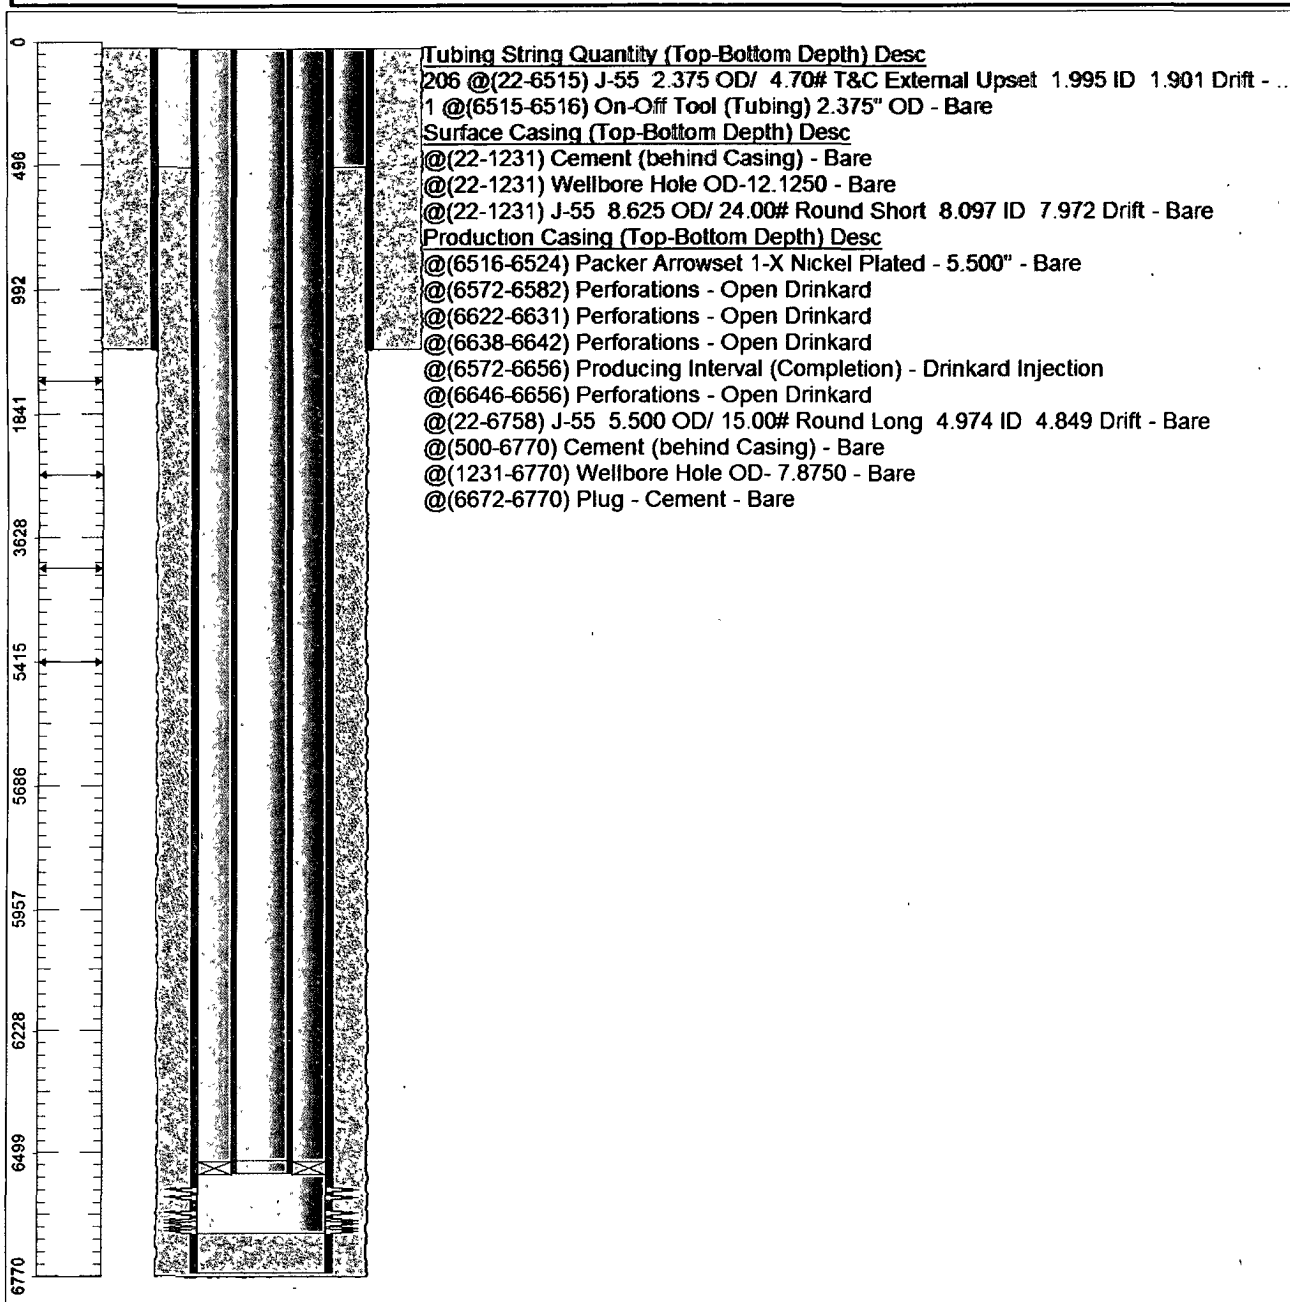 Tubing String Quantity (Top-Bottom Depth) Desc
206 @(22-6515) J-55 2.375 OD/ 4.70# T&C External Upset 1.995 ID 1.901 Drift - ...
1 @(6515-6516) On-Off Tool (Tubing) 2.375" OD - Bare
Surface Casing (Top-Bottom Depth) Desc
@(22-1231) Cement (behind Casing) - Bare
@(22-1231) Wellbore Hole OD-12.1250 - Bare
@(22-1231) J-55 8.625 OD/ 24.00# Round Short 8.097 ID 7.972 Drift - Bare
Production Casing (Top-Bottom Depth) Desc
@(6516-6524) Packer Arrowset 1-X Nickel Plated - 5.500" - Bare
@(6572-6582) Perforations - Open Drinkard
@(6622-6631) Perforations - Open Drinkard
@(6638-6642) Perforations - Open Drinkard
@(6572-6656) Producing Interval (Completion) - Drinkard Injection
@(6646-6656) Perforations - Open Drinkard
@(22-6758) J-55 5.500 OD/ 15.00# Round Long 4.974 ID 4.849 Drift - Bare
@(500-6770) Cement (behind Casing) - Bare
@(1231-6770) Wellbore Hole OD- 7.8750 - Bare
@(6672-6770) Plug - Cement - Bare
0
496
992
1841
3628
5415
5686
5957
6228
6499
6770